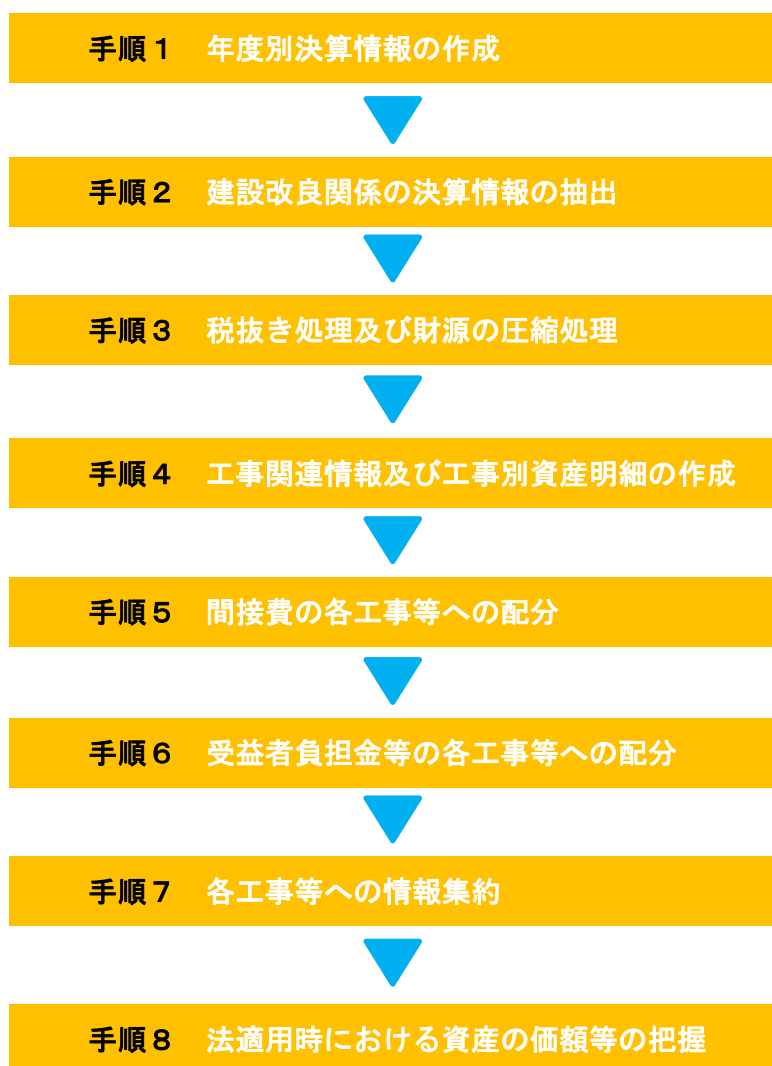 手順１　年度別決算情報の作成
手順２　建設改良関係の決算情報の抽出
手順３　税抜き処理及び財源の圧縮処理
手順４　工事関連情報及び工事別資産明細の作成
手順５　間接費の各工事等への配分
手順６　受益者負担金等の各工事等への配分
手順７　各工事等への情報集約
手順８　法適用時における資産の価額等の把握